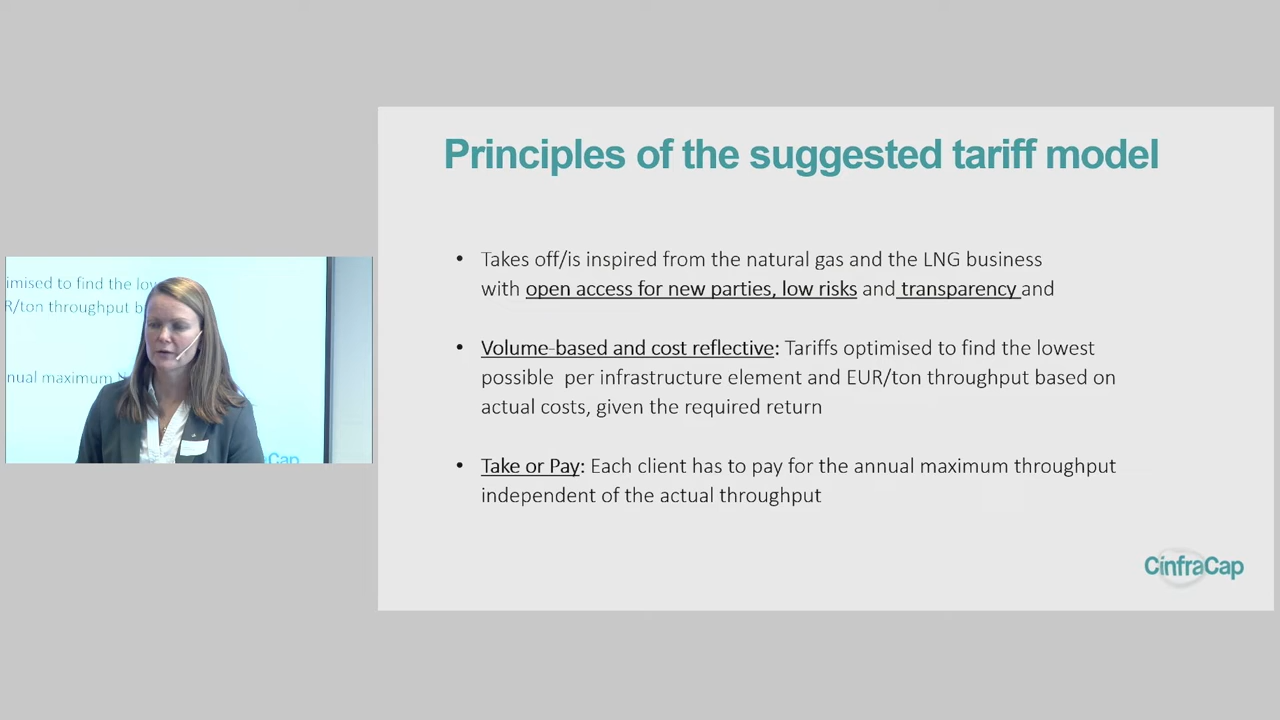 Principles of the suggested tariff model
• Takes off/is inspired from the natural gas and the LNG business
with open access for new parties, low risks and transparency and
• Volume-based and cost reflective: Tariffs optimised to find the lowest
possible per infrastructure element and EUR/ton throughput based on
actual costs, given the required return
• Take or Pay: Each client has to pay for the annual maximum throughput
independent of the actual throughput
CinfraCap
imised to find the low
R/ton throughput b
nual maximum
Cap